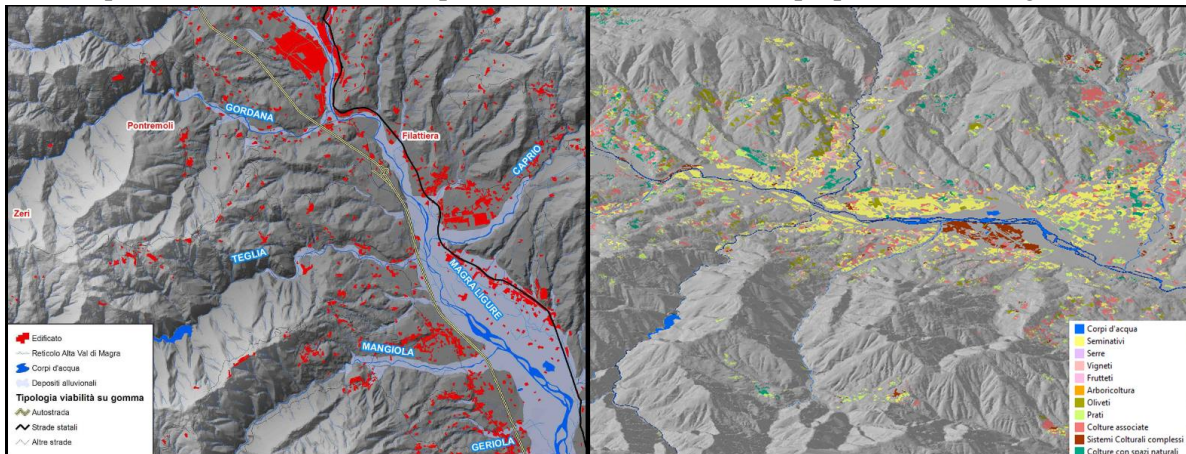 GORDANA
Pontremoli
Filattiera
CAPRIO
Zeri
TEGLIA
MAGRA LIGURE
MANGIOLA
GERIOLA
Edificato
Reticolo Alta Val di Magra
Corpi d'acqua
Depositi alluvionali
Tipologia viabilità su gomma
Autostrada
Strade statali
Altre strade
Corpi d'acqua
Seminativi
Serre
Vigneti
Frutteti
Arboricoltura
Oliveti
Prati
Colture associate
Sistemi Colturali complessi
Colture con spazi naturali